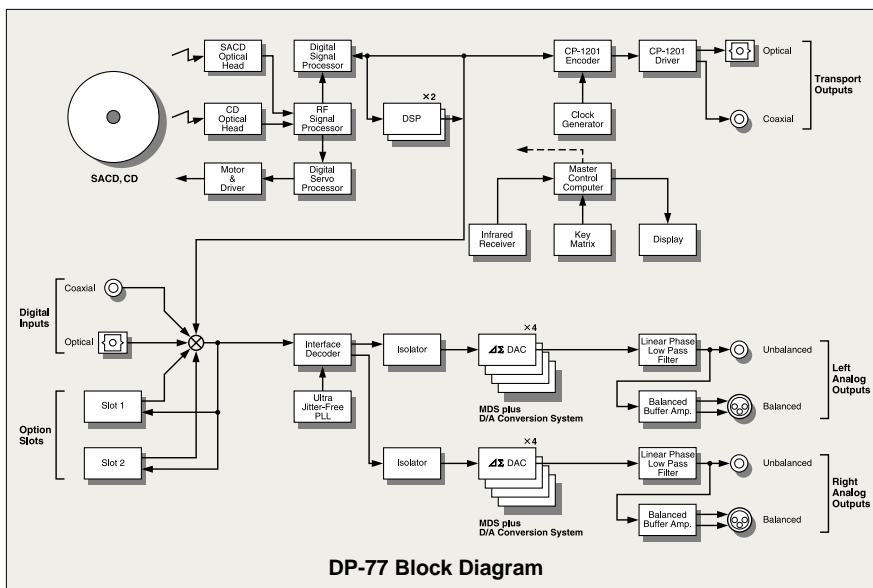 SACD
Optical
Head
Digital
Signal
Processor
CP-1201
Encoder
CP-1201
Driver
Optical
×2
Transport
Outputs
CD
Optical
Head
RF
Signal
Processor
DSP
Clock
Generator
Coaxial
SACD, CD
Motor
&
Driver
Digital
Servo
Processor
Master
Control
Computer
Infrared
Receiver
Key
Matrix
Display
Digital
Inputs
Coaxial
Optical
Option
Slots
Slot 1
Slot 2
Interface
Decoder
Ultra
Jitter-Free
PLL
Isolator
×4
ΔΣ DAC
MDS plus
D/A Conversion System
Linear Phase
Low Pass
Filter
Unbalanced
Balanced
Buffer Amp.
Balanced
Left
Analog
Outputs
Isolator
×4
ΔΣ DAC
MDS plus
D/A Conversion System
Linear Phase
Low Pass
Filter
Unbalanced
Balanced
Buffer Amp.
Balanced
Right
Analog
Outputs
DP-77 Block Diagram